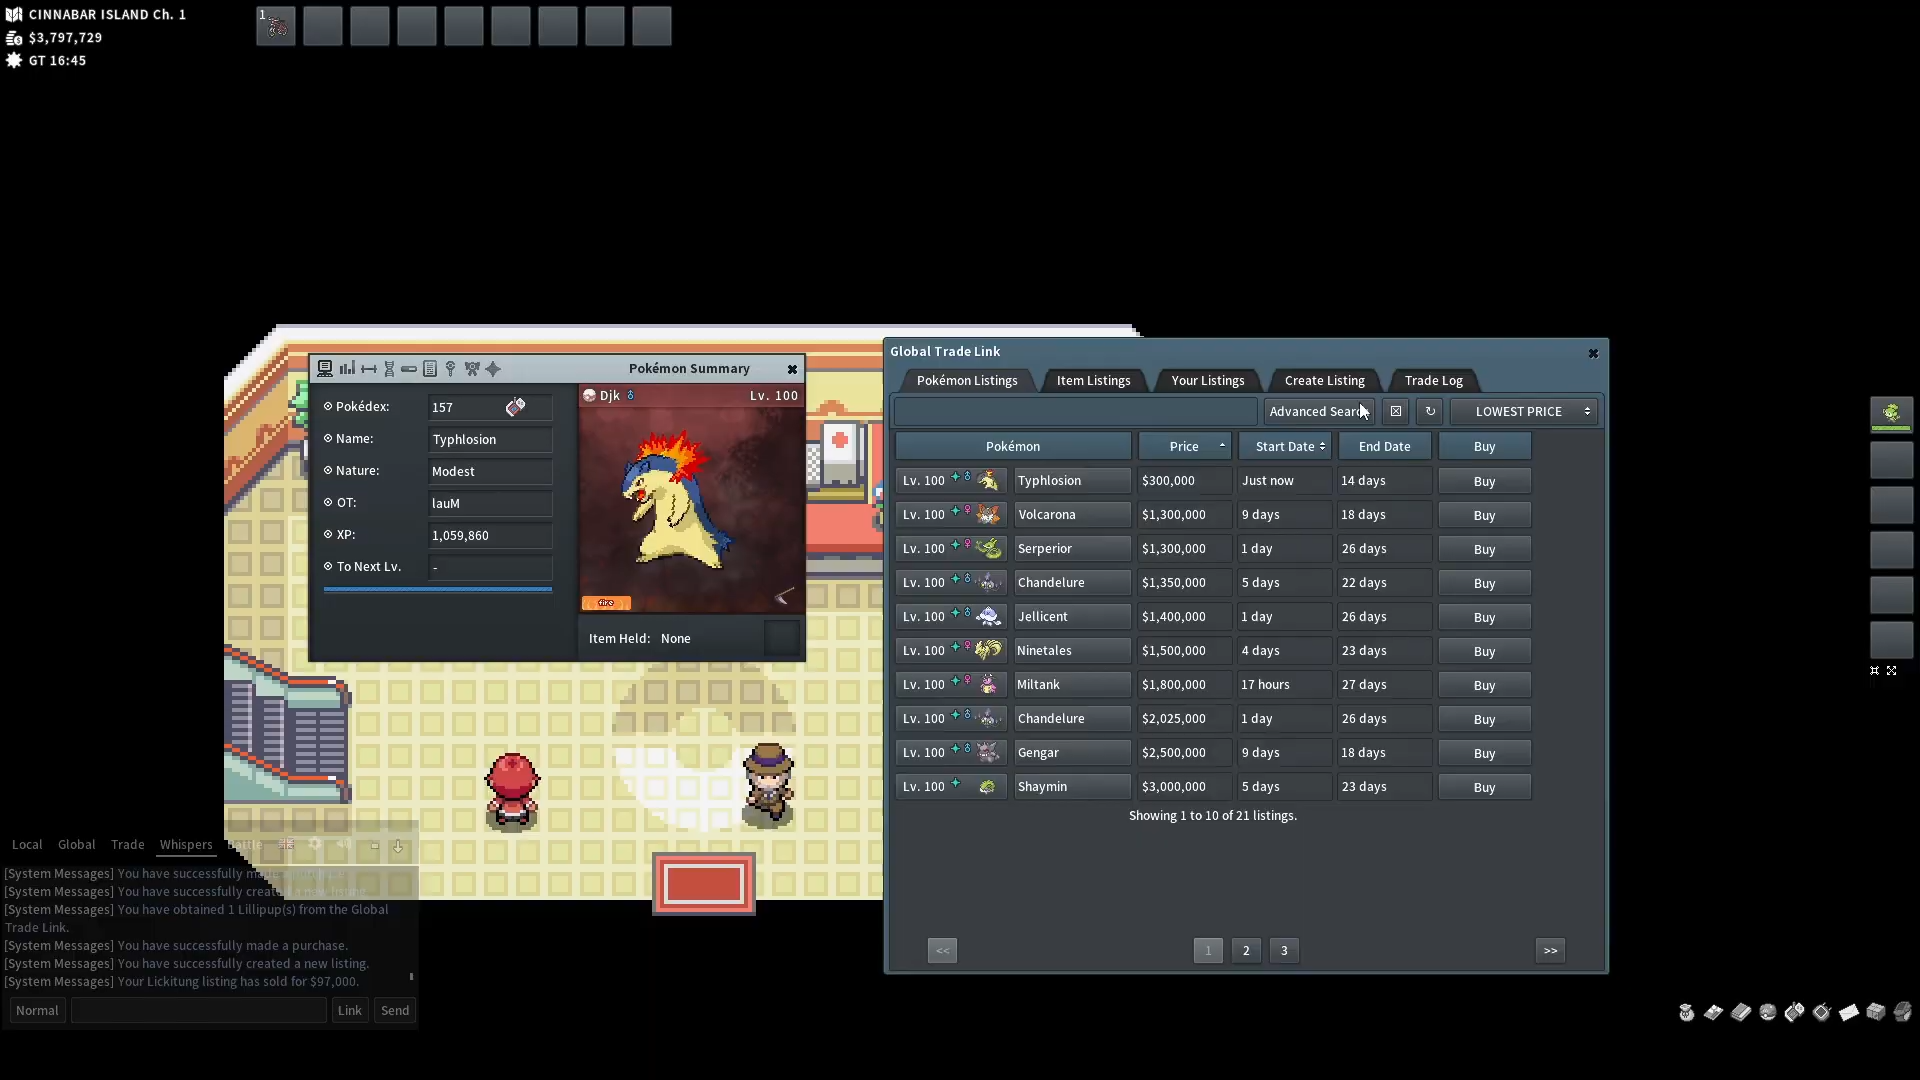 CINNABAR ISLAND Ch. 1
$3,797,729
GT 16:45
1
Pokémon Summary
Pokédex: 157
Name: Typhlosion
Nature: Modest
OT: lauM
XP: 1,059,860
To Next Lv. -
Djk Lv. 100
fire
Item Held: None
Global Trade Link
Pokémon Listings Item Listings Your Listings Create Listing Trade Log
Advanced Search LOWEST PRICE
Pokémon Price Start Date End Date Buy
Lv. 100 Typhlosion $300,000 Just now 14 days Buy
Lv. 100 Volcarona $1,300,000 9 days 18 days Buy
Lv. 100 Serperior $1,300,000 1 day 26 days Buy
Lv. 100 Chandelure $1,350,000 5 days 22 days Buy
Lv. 100 Jellicent $1,400,000 1 day 26 days Buy
Lv. 100 Ninetales $1,500,000 4 days 23 days Buy
Lv. 100 Miltank $1,800,000 17 hours 27 days Buy
Lv. 100 Chandelure $2,025,000 1 day 26 days Buy
Lv. 100 Gengar $2,500,000 9 days 18 days Buy
Lv. 100 Shaymin $3,000,000 5 days 23 days Buy
Showing 1 to 10 of 21 listings.
<< 1 2 3 >>
Local Global Trade Whispers Battle
[System Messages] You have successfully made a purchase.
[System Messages] You have successfully created a new listing.
[System Messages] You have obtained 1 Lillipup(s) from the Global
Trade Link.
[System Messages] You have successfully made a purchase.
[System Messages] You have successfully created a new listing.
[System Messages] Your Lickitung listing has sold for $97,000.
Normal Link Send